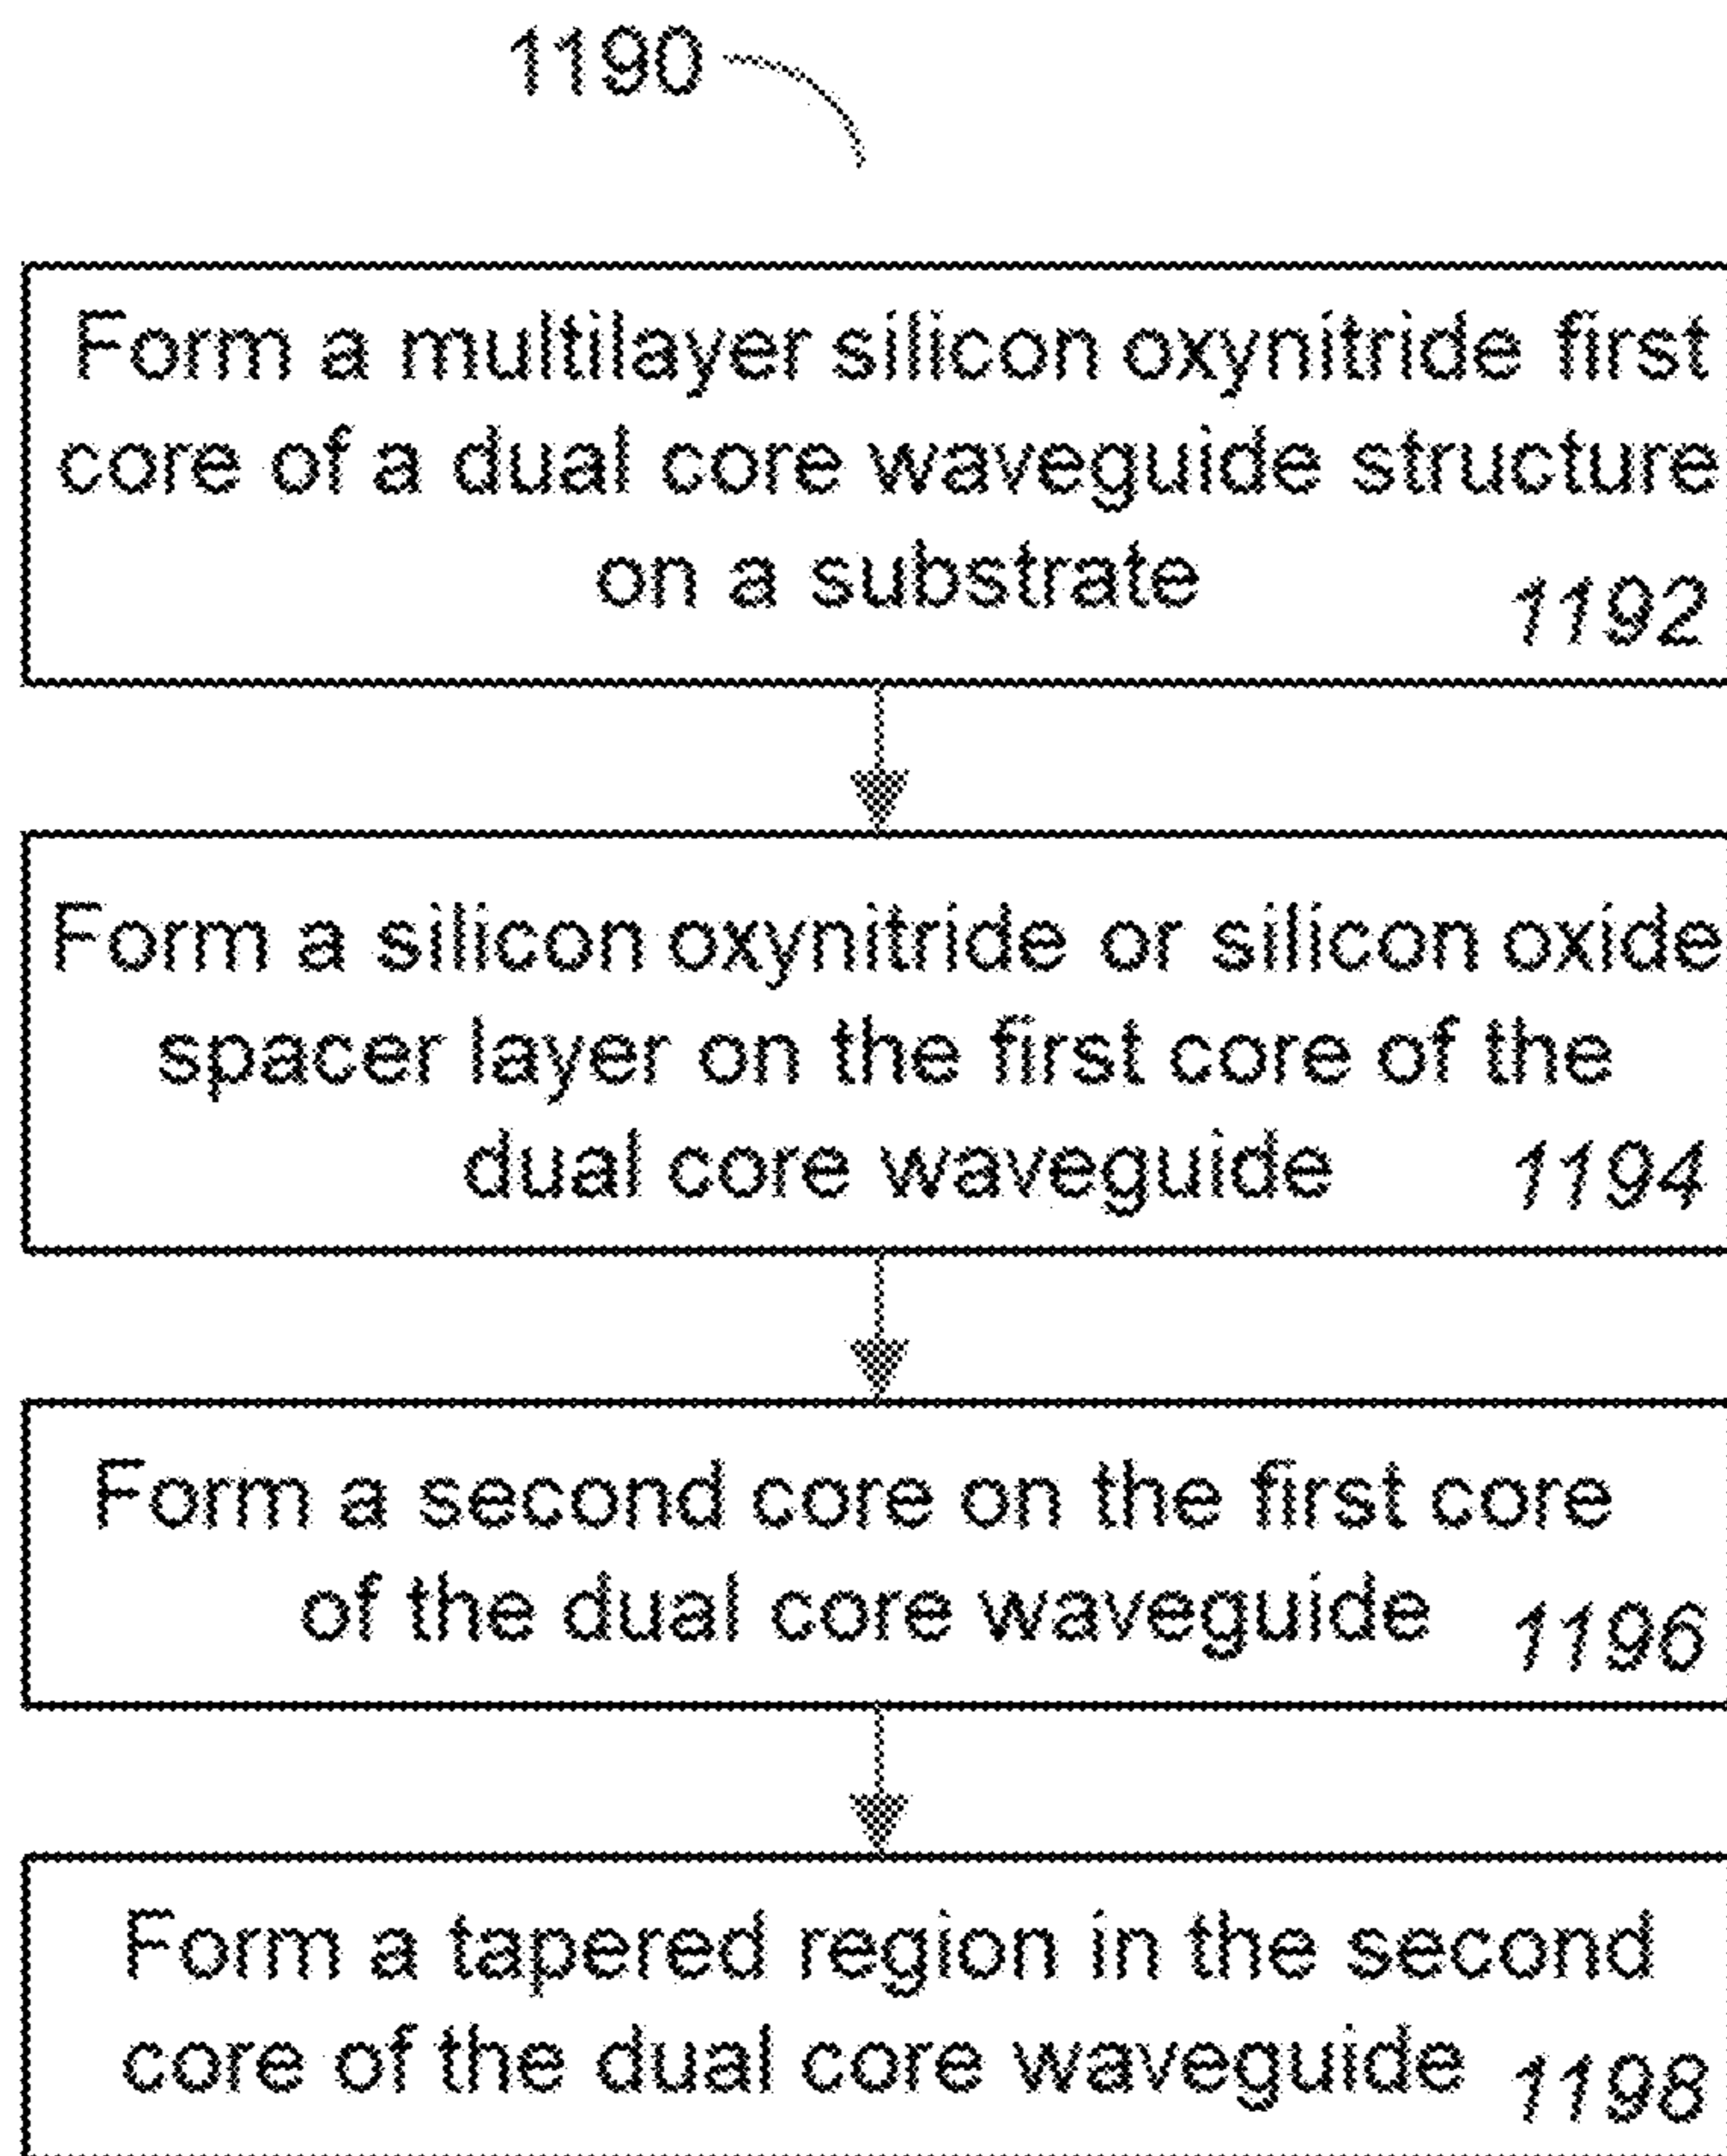 1190
Form a multilayer silicon oxynitride first
core of a dual core waveguide structure
on a substrate 1192
Form a silicon oxynitride or silicon oxide
spacer layer on the first core of the
dual core waveguide 1194
Form a second core on the first core
of the dual core waveguide 1196
Form a tapered region in the second
core of the dual core waveguide 1198